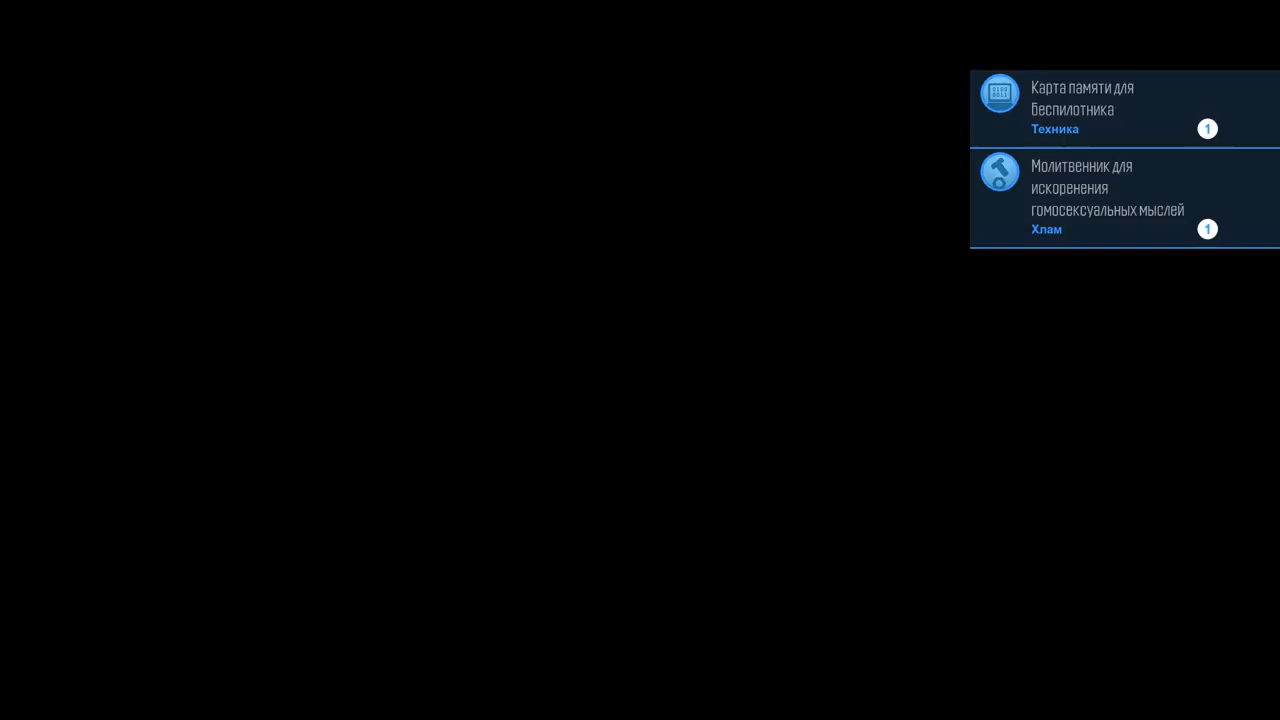 Карта памяти для
беспилотника
Техника
1
Молитвенник для
искоренения
гомосексуальных мыслей
Хлам
1